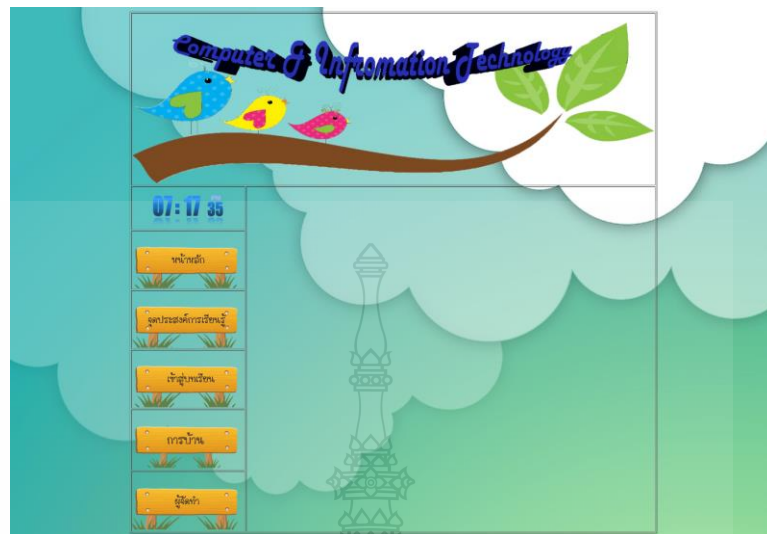 Computer & Infromation Technology
07:17 35
หน้าหลัก
จุดประสงค์การเรียนรู้
เข้าสู่บทเรียน
การบ้าน
ผู้จัดทำ